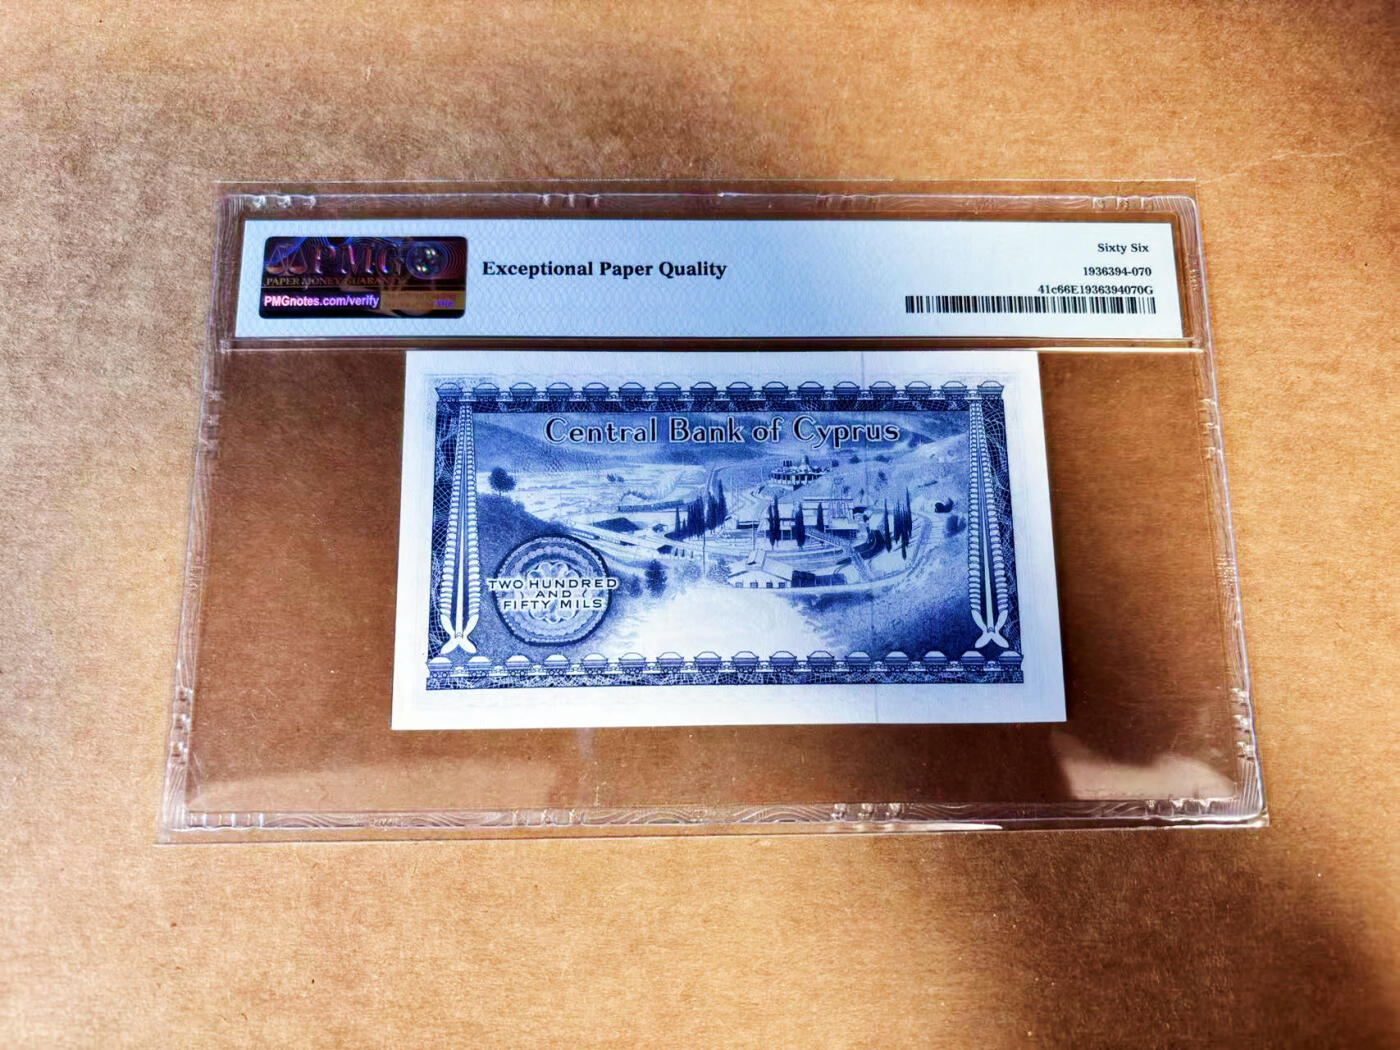 PMG
PAPER MONEY GUARANTY
PMGnotes.com/verify
Exceptional Paper Quality
Sixty Six
1936394-070
41c66E1936394070G
Central Bank of Cyprus
TWO HUNDRED
AND
FIFTY MILS